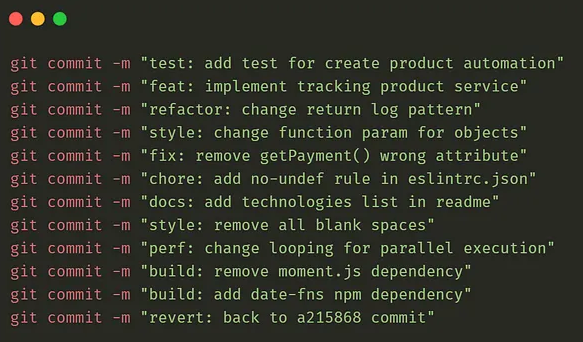 git commit -m "test: add test for create product automation"
git commit -m "feat: implement tracking product service"
git commit -m "refactor: change return log pattern"
git commit -m "style: change function param for objects"
git commit -m "fix: remove getPayment() wrong attribute"
git commit -m "chore: add no-undef rule in eslintrc.json"
git commit -m "docs: add technologies list in readme"
git commit -m "style: remove all blank spaces"
git commit -m "perf: change looping for parallel execution"
git commit -m "build: remove moment.js dependency"
git commit -m "build: add date-fns npm dependency"
git commit -m "revert: back to a215868 commit"